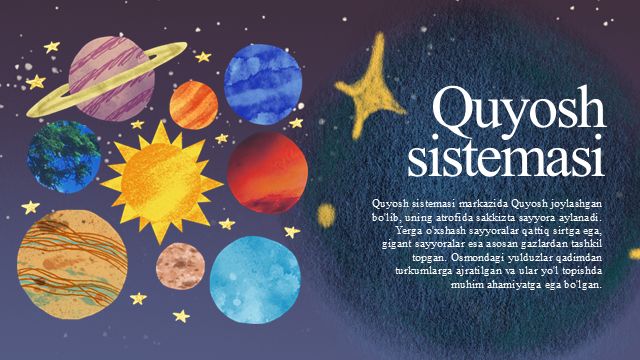 Quyosh
sistemasi
Quyosh sistemasi markazida Quyosh joylashgan
bo'lib, uning atrofida sakkizta sayyora aylanadi.
Yerga o'xshash sayyoralar qattiq sirtga ega,
gigant sayyoralar esa asosan gazlardan tashkil
topgan. Osmondagi yulduzlar qadimdan
turkumlarga ajratilgan va ular yo'l topishda
muhim ahamiyatga ega bo'lgan.